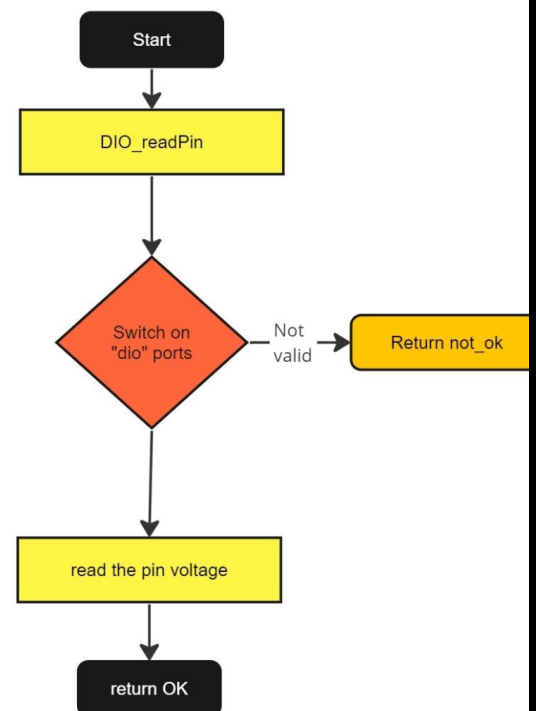 Start
DIO_readPin
Switch on
"dio" ports
Not
valid
Return not_ok
read the pin voltage
return OK